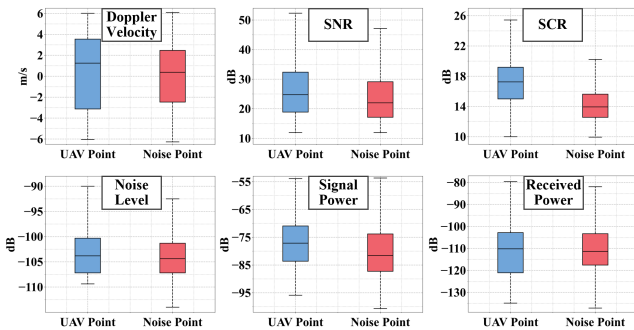 Doppler
Velocity
m/s
6
4
2
0
−2
−4
−6
UAV Point Noise Point
SNR
dB
50
40
30
20
10
UAV Point Noise Point
SCR
dB
26
22
18
14
10
UAV Point Noise Point
Noise
Level
dB
−90
−95
−100
−105
−110
UAV Point Noise Point
Signal
Power
dB
−55
−65
−75
−85
−95
UAV Point Noise Point
Received
Power
dB
−80
−90
−100
−110
−120
−130
UAV Point Noise Point